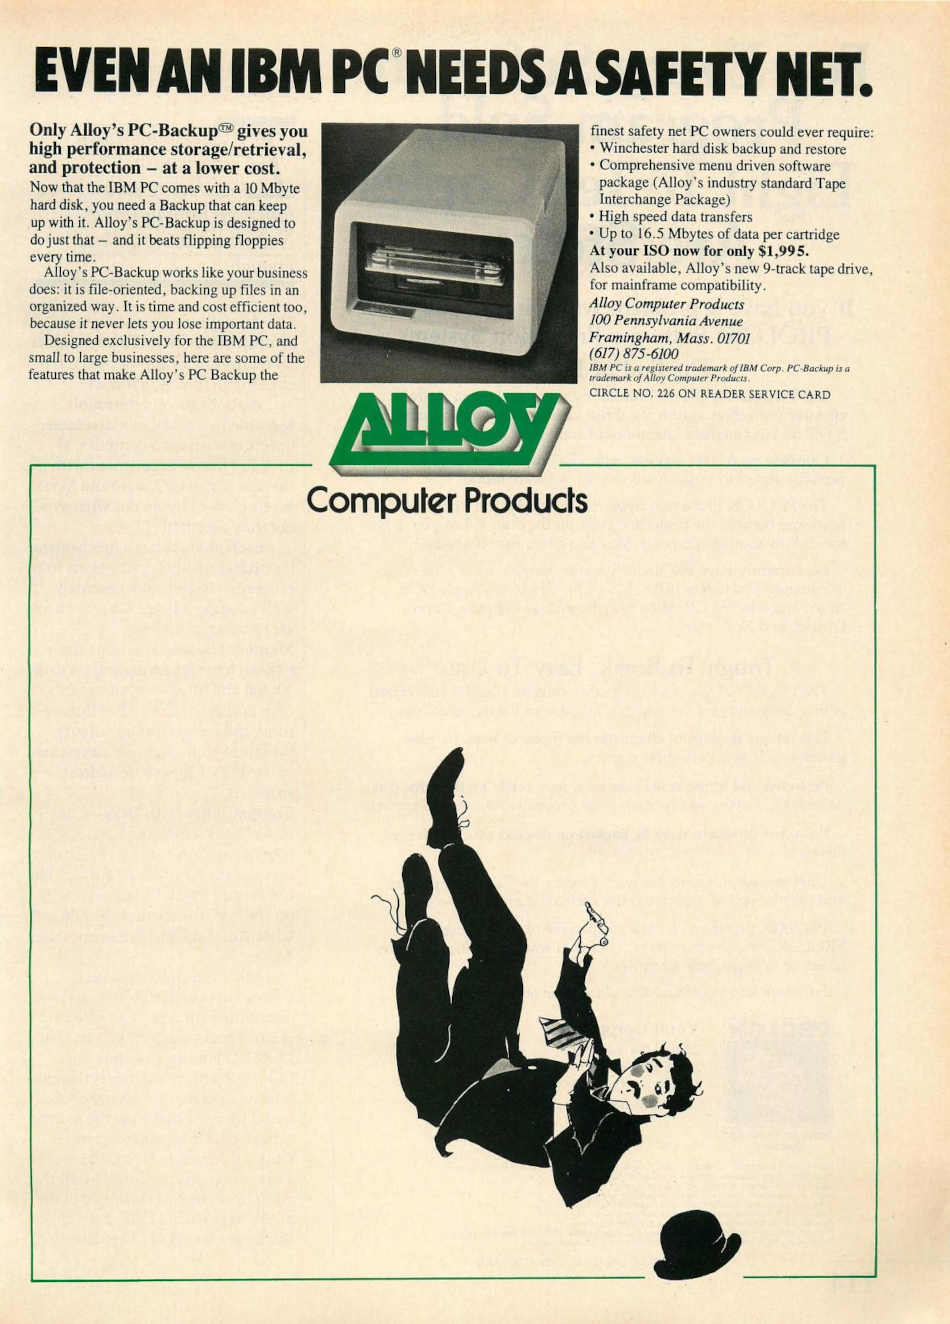 EVEN AN IBM PC® NEEDS A SAFETY NET.
Only Alloy's PC-Backup™ gives you
high performance storage/retrieval,
and protection – at a lower cost.
Now that the IBM PC comes with a 10 Mbyte
hard disk, you need a Backup that can keep
up with it. Alloy's PC-Backup is designed to
do just that – and it beats flipping floppies
every time.
Alloy's PC-Backup works like your business
does: it is file-oriented, backing up files in an
organized way. It is time and cost efficient too,
because it never lets you lose important data.
Designed exclusively for the IBM PC, and
small to large businesses, here are some of the
features that make Alloy's PC Backup the
finest safety net PC owners could ever require:
• Winchester hard disk backup and restore
• Comprehensive menu driven software
package (Alloy's industry standard Tape
Interchange Package)
• High speed data transfers
• Up to 16.5 Mbytes of data per cartridge
At your ISO now for only $1,995.
Also available, Alloy's new 9-track tape drive,
for mainframe compatibility.
Alloy Computer Products
100 Pennsylvania Avenue
Framingham, Mass. 01701
(617) 875-6100
IBM PC is a registered trademark of IBM Corp. PC-Backup is a
trademark of Alloy Computer Products.
CIRCLE NO. 226 ON READER SERVICE CARD
ALLOY
Computer Products